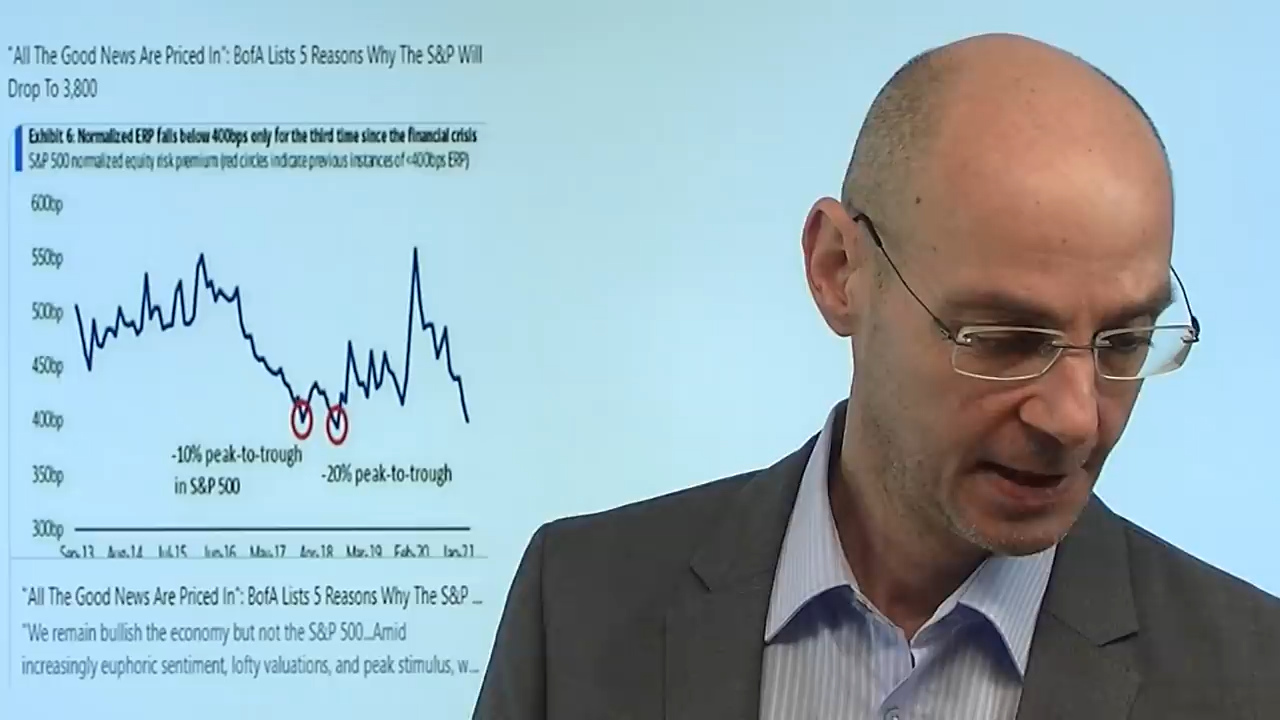 "All The Good News Are Priced In": BofA Lists 5 Reasons Why The S&P Will
Drop To 3,800
Exhibit 6: Normalized ERP falls below 400bps only for the third time since the financial crisis
S&P 500 normalized equity risk premium (red circles indicate previous instances of <400bps ERP)
600bp
550bp
500bp
450bp
400bp
350bp
300bp
-10% peak-to-trough
in S&P 500
-20% peak-to-trough
Sep-13 Aug-14 Jul-15 Jun-16 May-17 Apr-18 Mar-19 Feb-20 Jan-21
"All The Good News Are Priced In": BofA Lists 5 Reasons Why The S&P ...
"We remain bullish the economy but not the S&P 500...Amid
increasingly euphoric sentiment, lofty valuations, and peak stimulus, w...